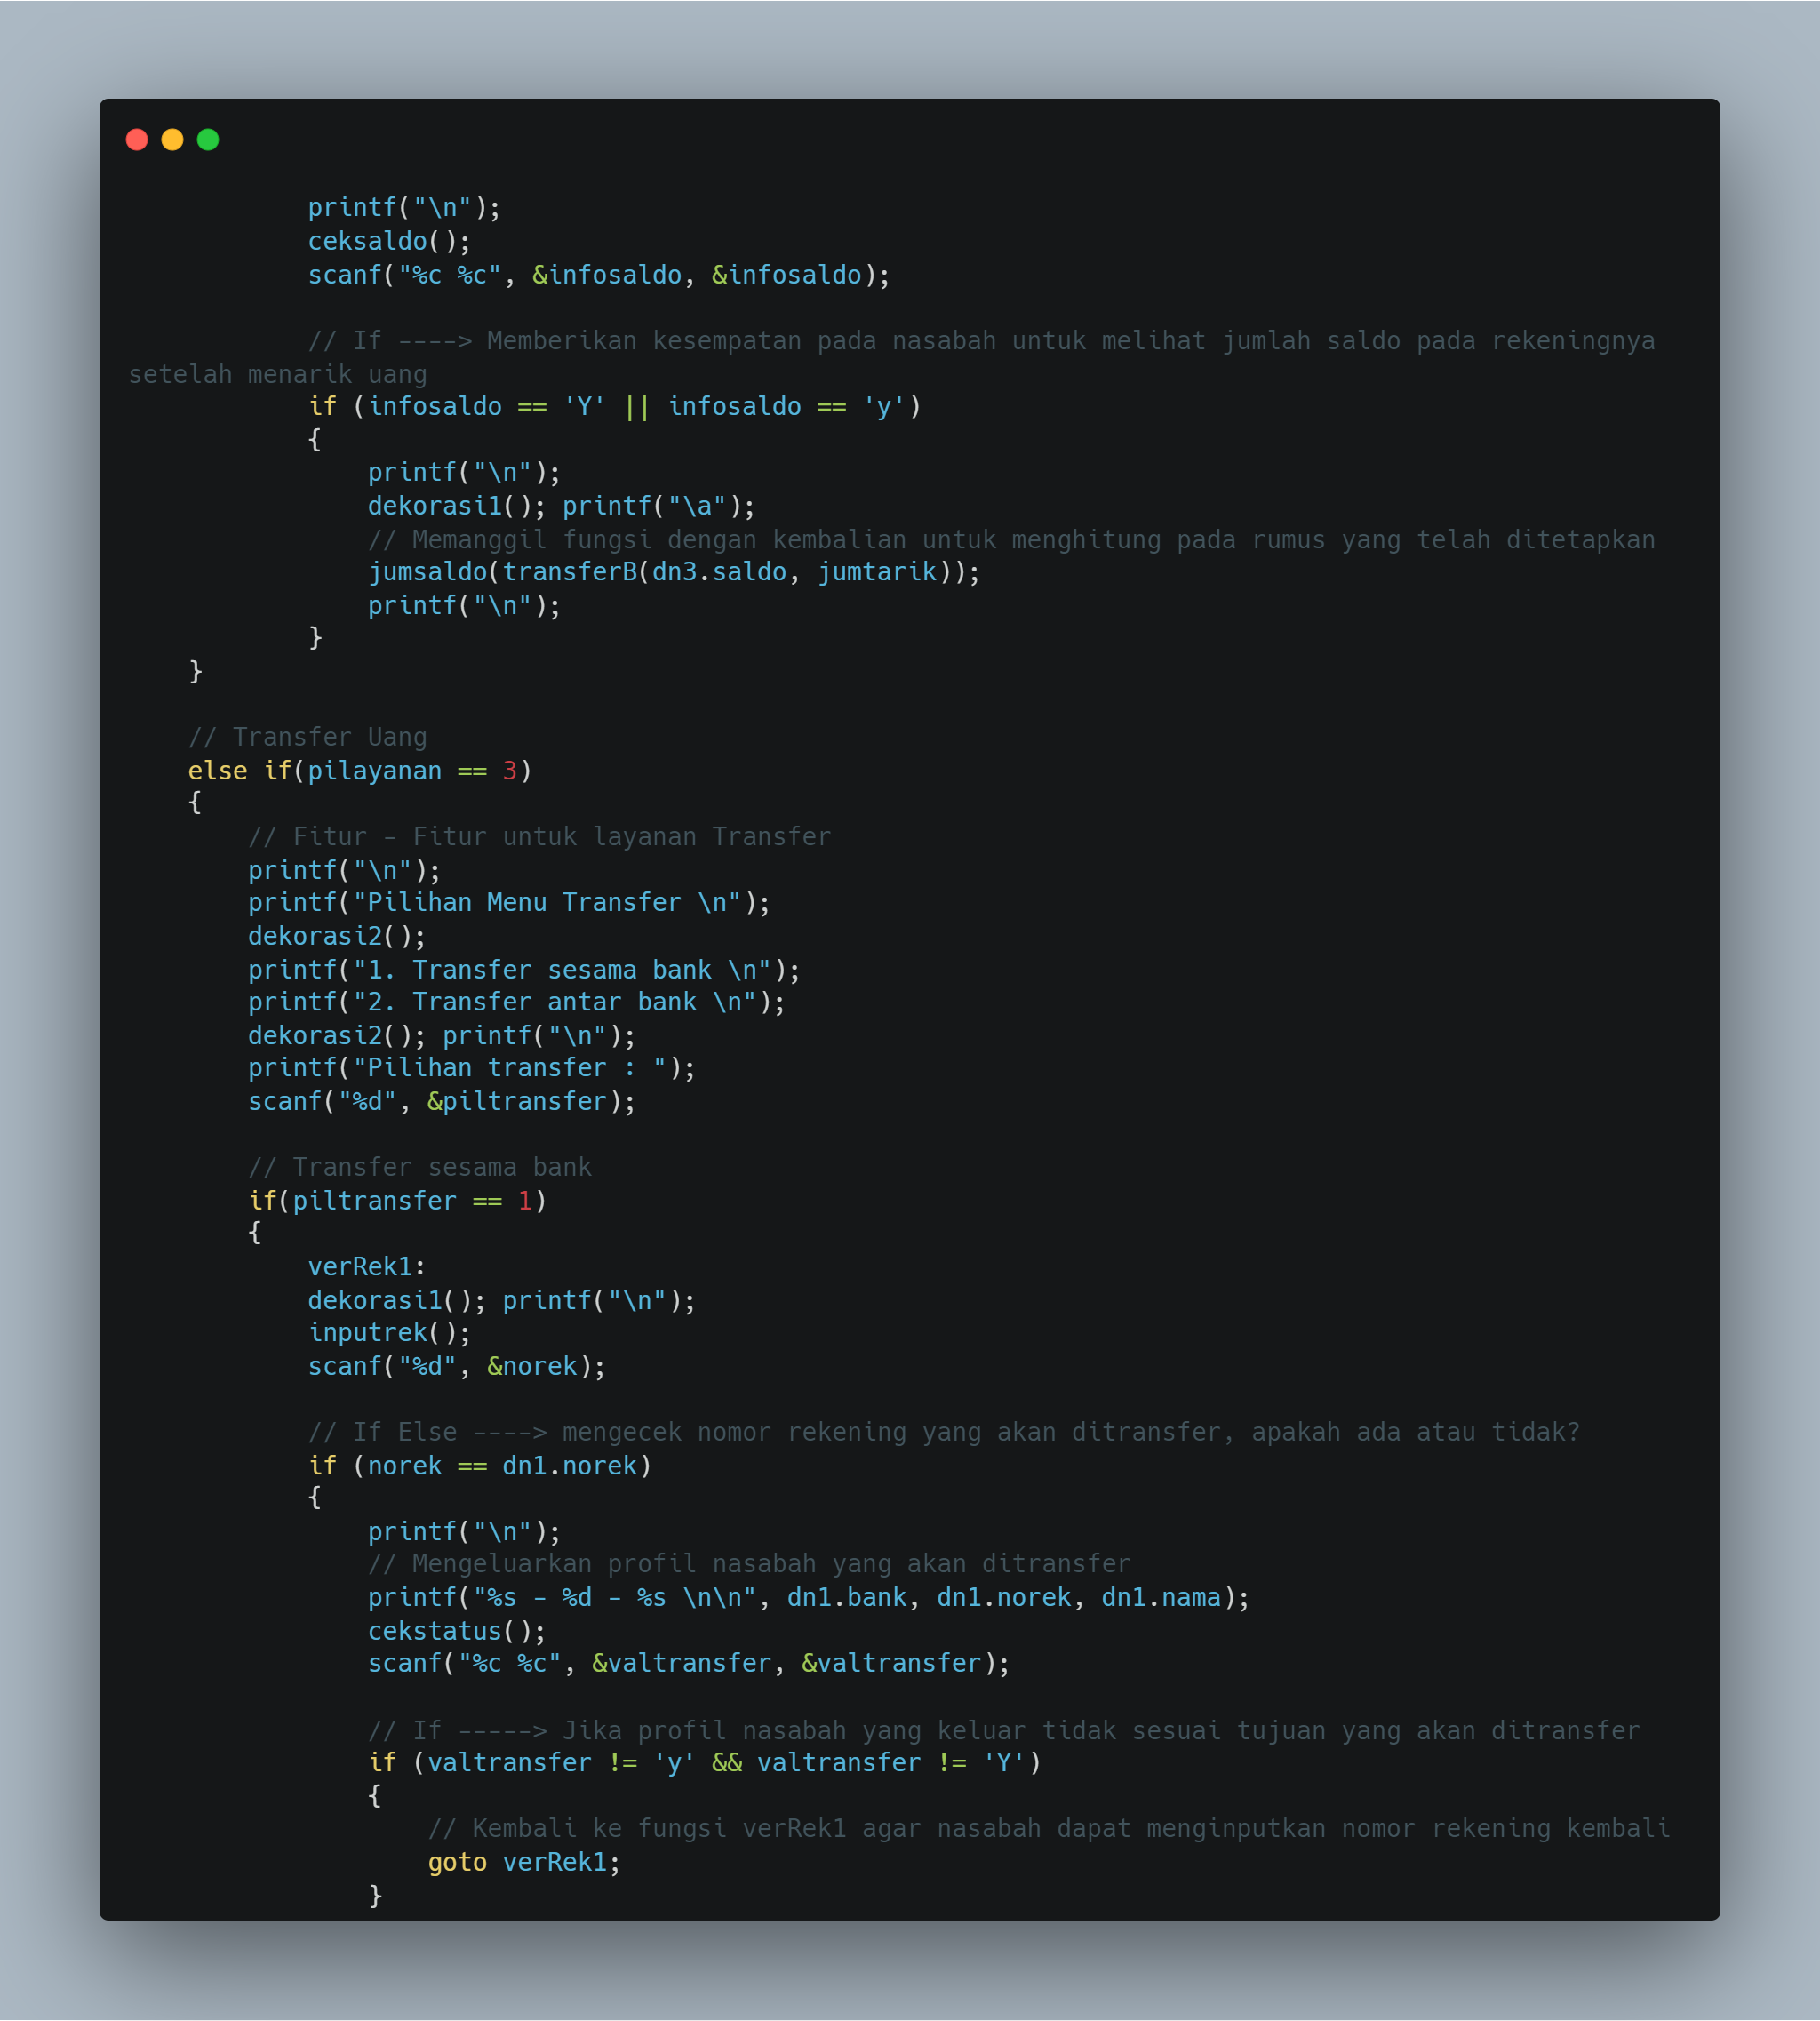 printf("\n");
ceksaldo();
scanf("%c %c", &infosaldo, &infosaldo);
// If ----> Memberikan kesempatan pada nasabah untuk melihat jumlah saldo pada rekeningnya
setelah menarik uang
if (infosaldo == 'Y' || infosaldo == 'y')
{
printf("\n");
dekorasi1(); printf("\a");
// Memanggil fungsi dengan kembalian untuk menghitung pada rumus yang telah ditetapkan
jumsaldo(transferB(dn3.saldo, jumtarik));
printf("\n");
}
}
// Transfer Uang
else if(pilayanan == 3)
{
// Fitur - Fitur untuk layanan Transfer
printf("\n");
printf("Pilihan Menu Transfer \n");
dekorasi2();
printf("1. Transfer sesama bank \n");
printf("2. Transfer antar bank \n");
dekorasi2(); printf("\n");
printf("Pilihan transfer : ");
scanf("%d", &piltransfer);
// Transfer sesama bank
if(piltransfer == 1)
{
verRek1:
dekorasi1(); printf("\n");
inputrek();
scanf("%d", &norek);
// If Else ----> mengecek nomor rekening yang akan ditransfer, apakah ada atau tidak?
if (norek == dn1.norek)
{
printf("\n");
// Mengeluarkan profil nasabah yang akan ditransfer
printf("%s - %d - %s \n\n", dn1.bank, dn1.norek, dn1.nama);
cekstatus();
scanf("%c %c", &valtransfer, &valtransfer);
// If -----> Jika profil nasabah yang keluar tidak sesuai tujuan yang akan ditransfer
if (valtransfer != 'y' && valtransfer != 'Y')
{
// Kembali ke fungsi verRek1 agar nasabah dapat menginputkan nomor rekening kembali
goto verRek1;
}